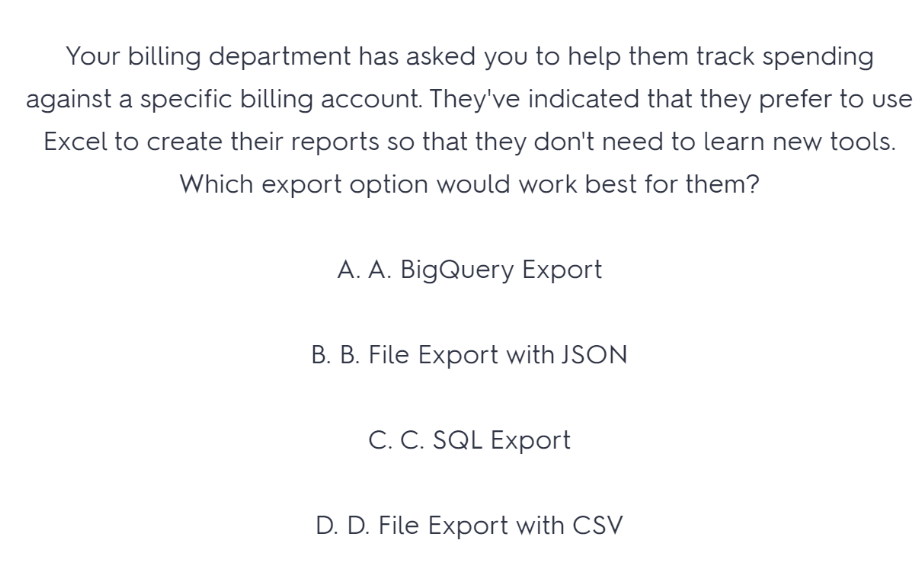 Your billing department has asked you to help them track spending
against a specific billing account. They've indicated that they prefer to use
Excel to create their reports so that they don't need to learn new tools.
Which export option would work best for them?
A. A. BigQuery Export
B. B. File Export with JSON
C. C. SQL Export
D. D. File Export with CSV